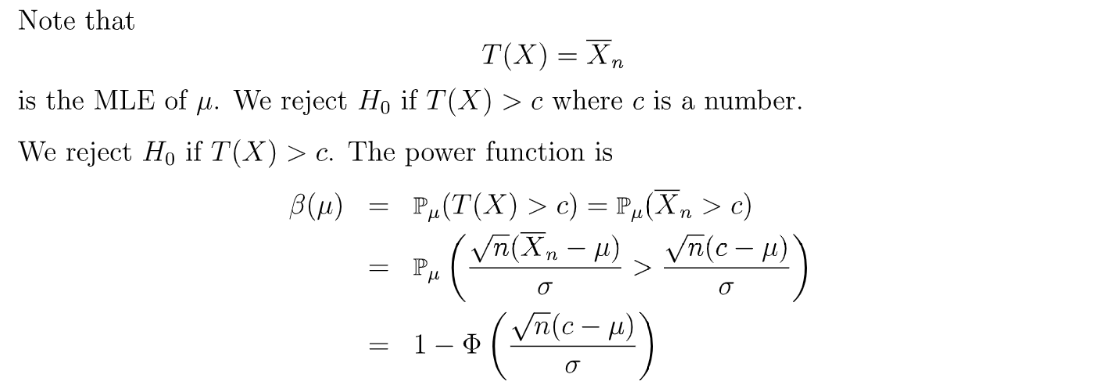 Note that
T(X) = X̅ₙ
is the MLE of μ. We reject H₀ if T(X) > c where c is a number.
We reject H₀ if T(X) > c. The power function is
β(μ) = ℙ_μ(T(X) > c) = ℙ_μ(X̅ₙ > c)
= ℙ_μ ( √n(X̅ₙ − μ) / σ > √n(c − μ) / σ )
= 1 − Φ ( √n(c − μ) / σ )